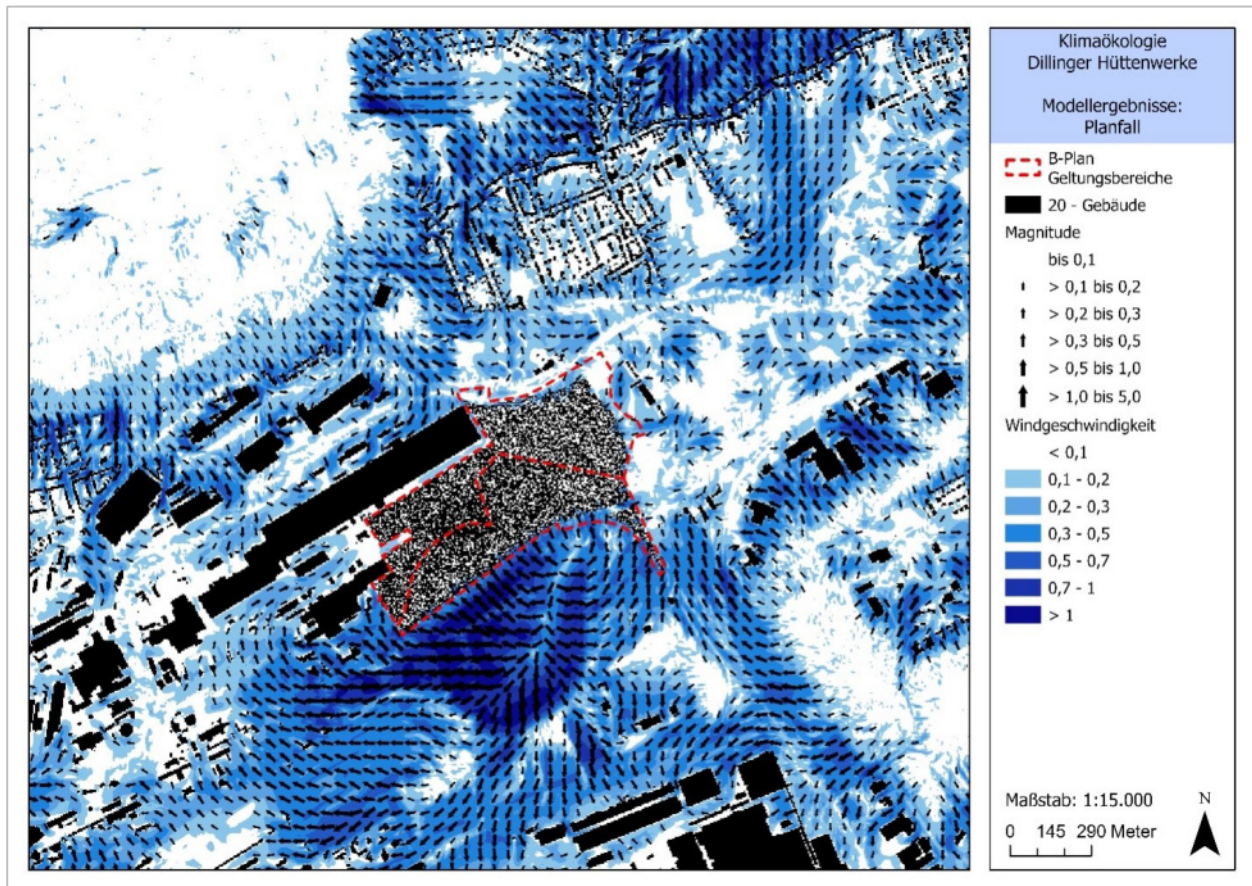 Klimaökologie
Dillinger Hüttenwerke
Modellergebnisse:
Planfall
B-Plan
Geltungsbereiche
20 - Gebäude
Magnitude
bis 0,1
> 0,1 bis 0,2
> 0,2 bis 0,3
> 0,3 bis 0,5
> 0,5 bis 1,0
> 1,0 bis 5,0
Windgeschwindigkeit
< 0,1
0,1 - 0,2
0,2 - 0,3
0,3 - 0,5
0,5 - 0,7
0,7 - 1
> 1
Maßstab: 1:15.000
N
0 145 290 Meter